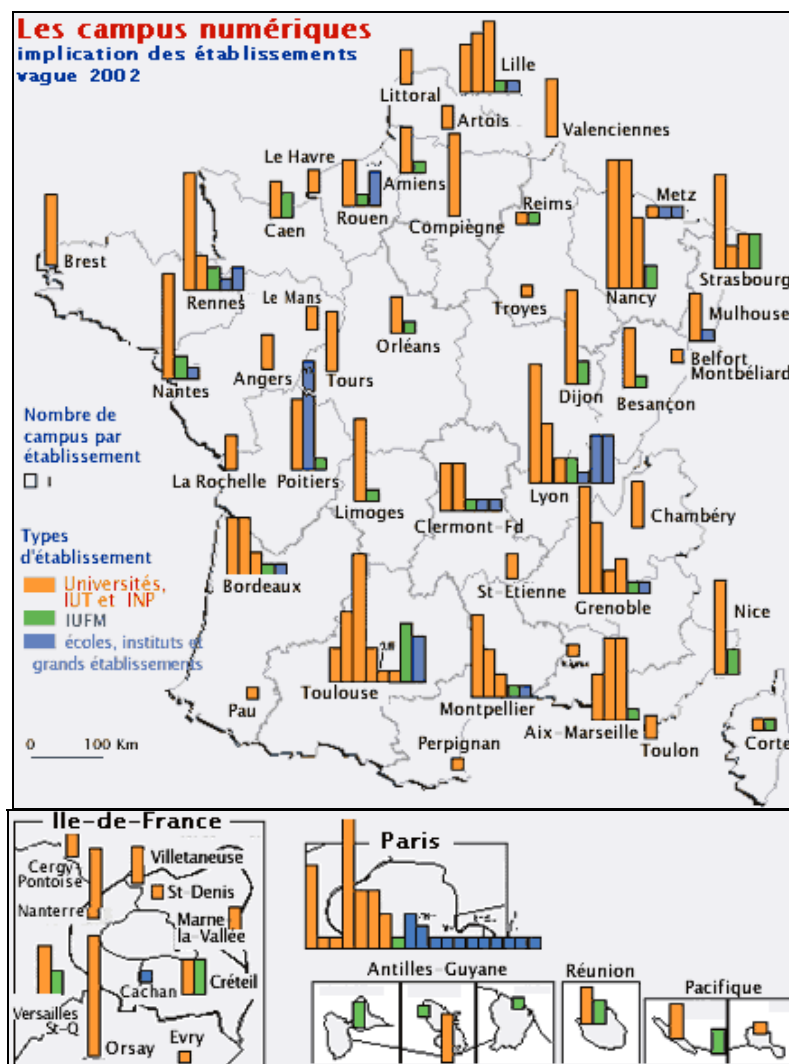 Les campus numériques
implication des établissements
vague 2002
Lille
Littoral
Artois
Valenciennes
Le Havre
Amiens
Metz
Reims
Caen
Rouen
Compiègne
Brest
Strasbourg
Rennes
Le Mans
Troyes
Nancy
Mulhouse
Orléans
Belfort
Montbéliard
Nantes
Angers
Tours
Dijon
Besançon
Nombre de
campus par
établissement
1
La Rochelle
Poitiers
Lyon
Limoges
Clermont-Fd
Chambéry
Types
d'établissement
Universités,
IUT et INP
IUFM
écoles, instituts et
grands établissements
Bordeaux
St-Etienne
Grenoble
Nice
Toulouse
Montpellier
Pau
Aix-Marseille
Toulon
Corte
Perpignan
0 100 Km
Ile-de-France
Paris
Cergy-
Pontoise
Villetaneuse
St-Denis
Nanterre
Marne
la-Vallée
Cachan
Créteil
Versailles
St-Q
Orsay
Evry
Antilles-Guyane
Réunion
Pacifique